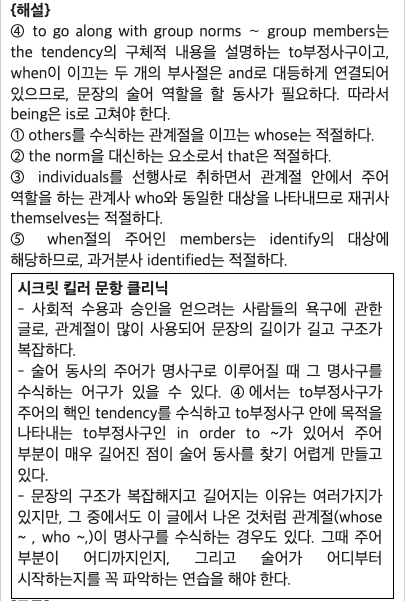 {해설}
④ to go along with group norms ~ group members는
the tendency의 구체적 내용을 설명하는 to부정사구이고,
when이 이끄는 두 개의 부사절은 and로 대등하게 연결되어
있으므로, 문장의 술어 역할을 할 동사가 필요하다. 따라서
being은 is로 고쳐야 한다.
① others를 수식하는 관계절을 이끄는 whose는 적절하다.
② the norm을 대신하는 요소로서 that은 적절하다.
③ individuals를 선행사로 취하면서 관계절 안에서 주어
역할을 하는 관계사 who와 동일한 대상을 나타내므로 재귀사
themselves는 적절하다.
⑤ when절의 주어인 members는 identify의 대상에
해당하므로, 과거분사 identified는 적절하다.
시크릿 킬러 문항 클리닉
- 사회적 수용과 승인을 얻으려는 사람들의 욕구에 관한
글로, 관계절이 많이 사용되어 문장의 길이가 길고 구조가
복잡하다.
- 술어 동사의 주어가 명사구로 이루어질 때 그 명사구를
수식하는 어구가 있을 수 있다. ④에서는 to부정사구가
주어의 핵인 tendency를 수식하고 to부정사구 안에 목적을
나타내는 to부정사구인 in order to ~가 있어서 주어
부분이 매우 길어진 점이 술어 동사를 찾기 어렵게 만들고
있다.
- 문장의 구조가 복잡해지고 길어지는 이유는 여러가지가
있지만, 그 중에서도 이 글에서 나온 것처럼 관계절(whose
~ , who ~,)이 명사구를 수식하는 경우도 있다. 그때 주어
부분이 어디까지인지, 그리고 술어가 어디부터
시작하는지를 꼭 파악하는 연습을 해야 한다.